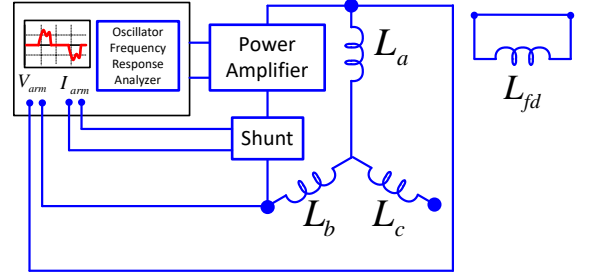 Oscillator
Frequency
Response
Analyzer
V_arm I_arm
Power
Amplifier
Shunt
L_a
L_b
L_c
L_fd